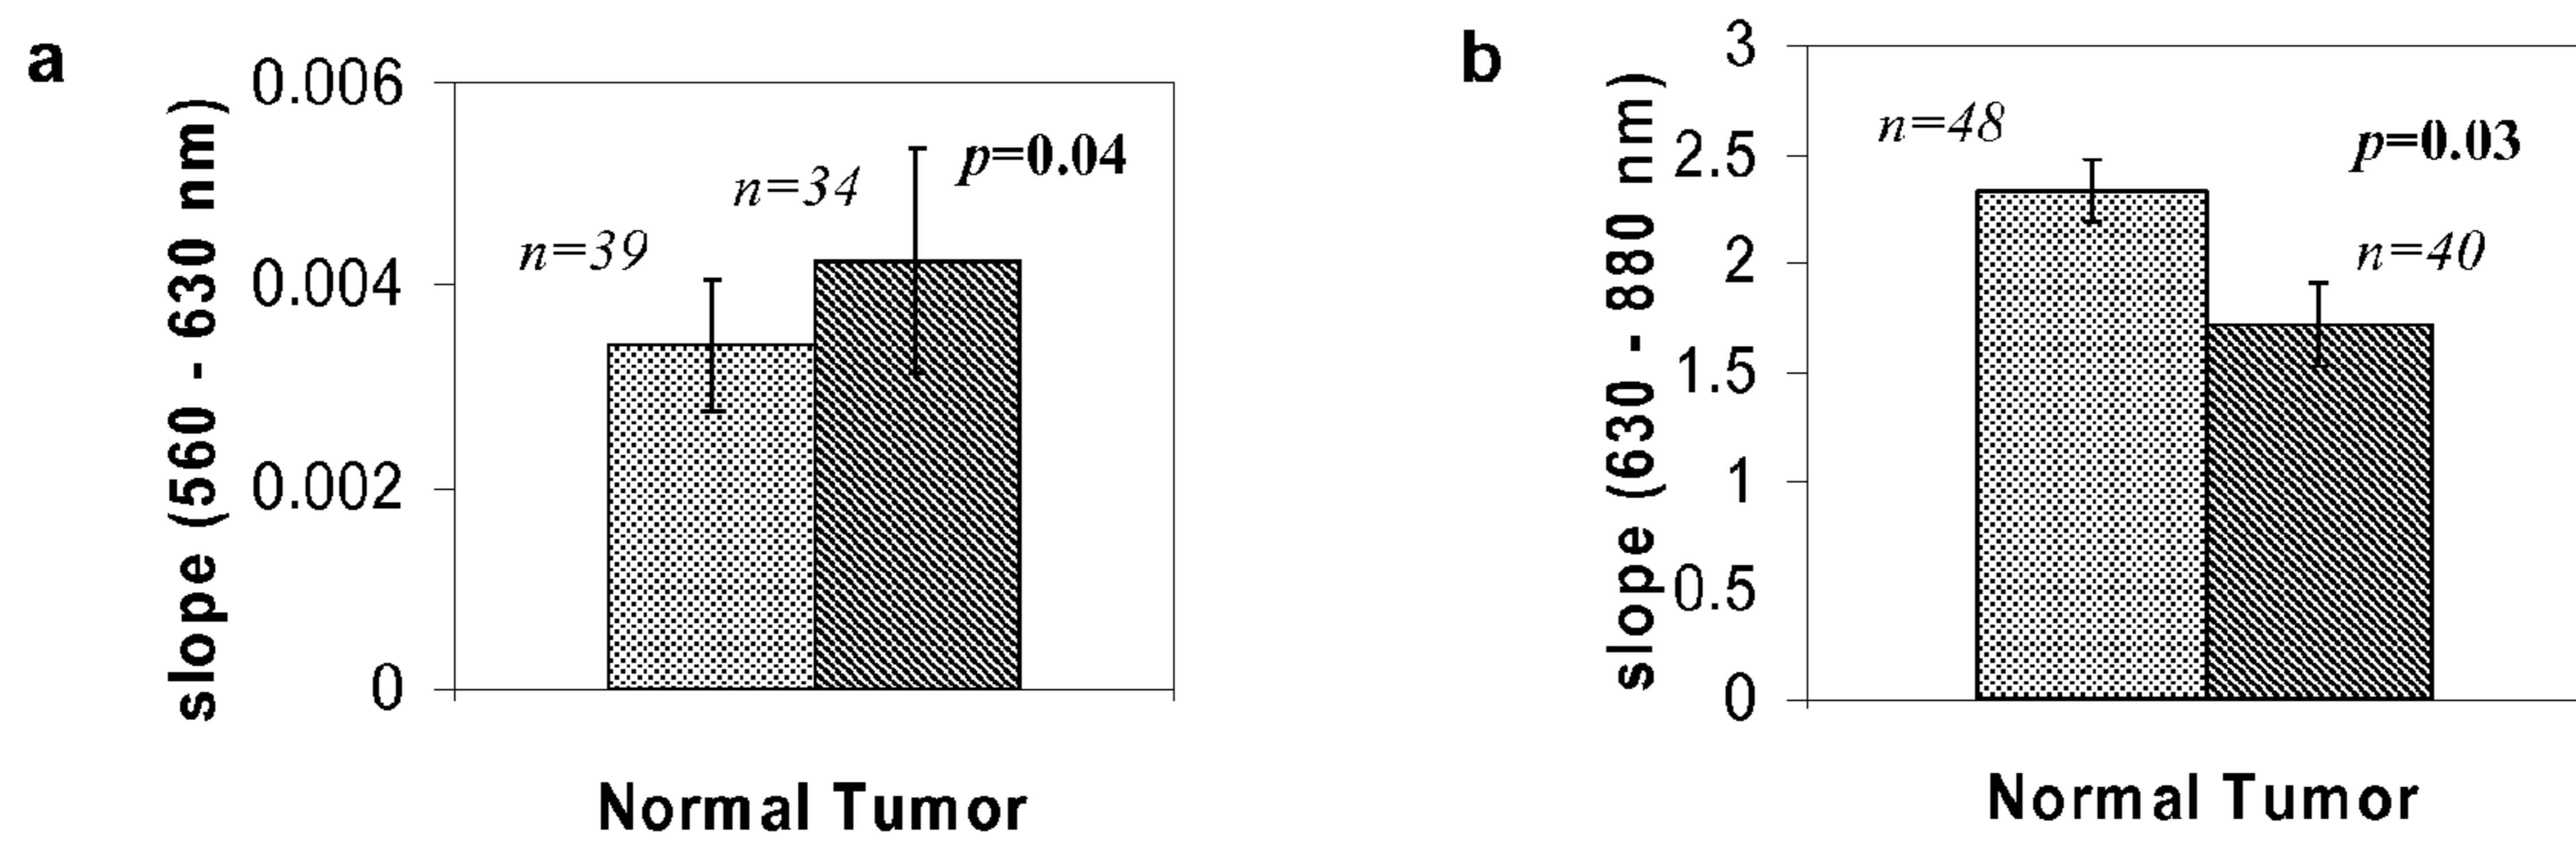 a
slope (560 - 630 nm)
0.006
0.004
0.002
0
n=39
n=34
p=0.04
Normal Tumor
b
slope (630 - 880 nm)
3
2.5
2
1.5
1
0.5
0
n=48
p=0.03
n=40
Normal Tumor